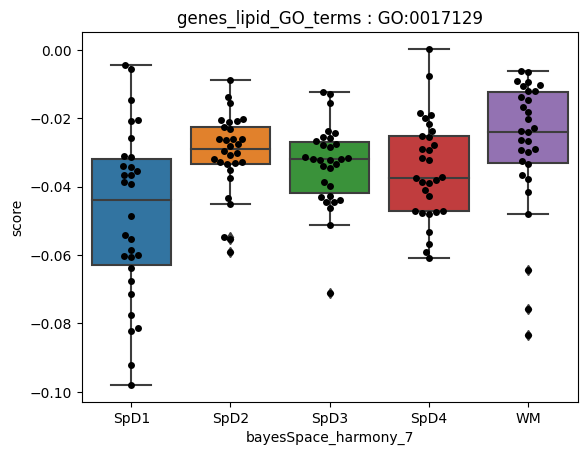 genes_lipid_GO_terms : GO:0017129
0.00
−0.02
−0.04
−0.06
−0.08
−0.10
score
SpD1 SpD2 SpD3 SpD4 WM
bayesSpace_harmony_7